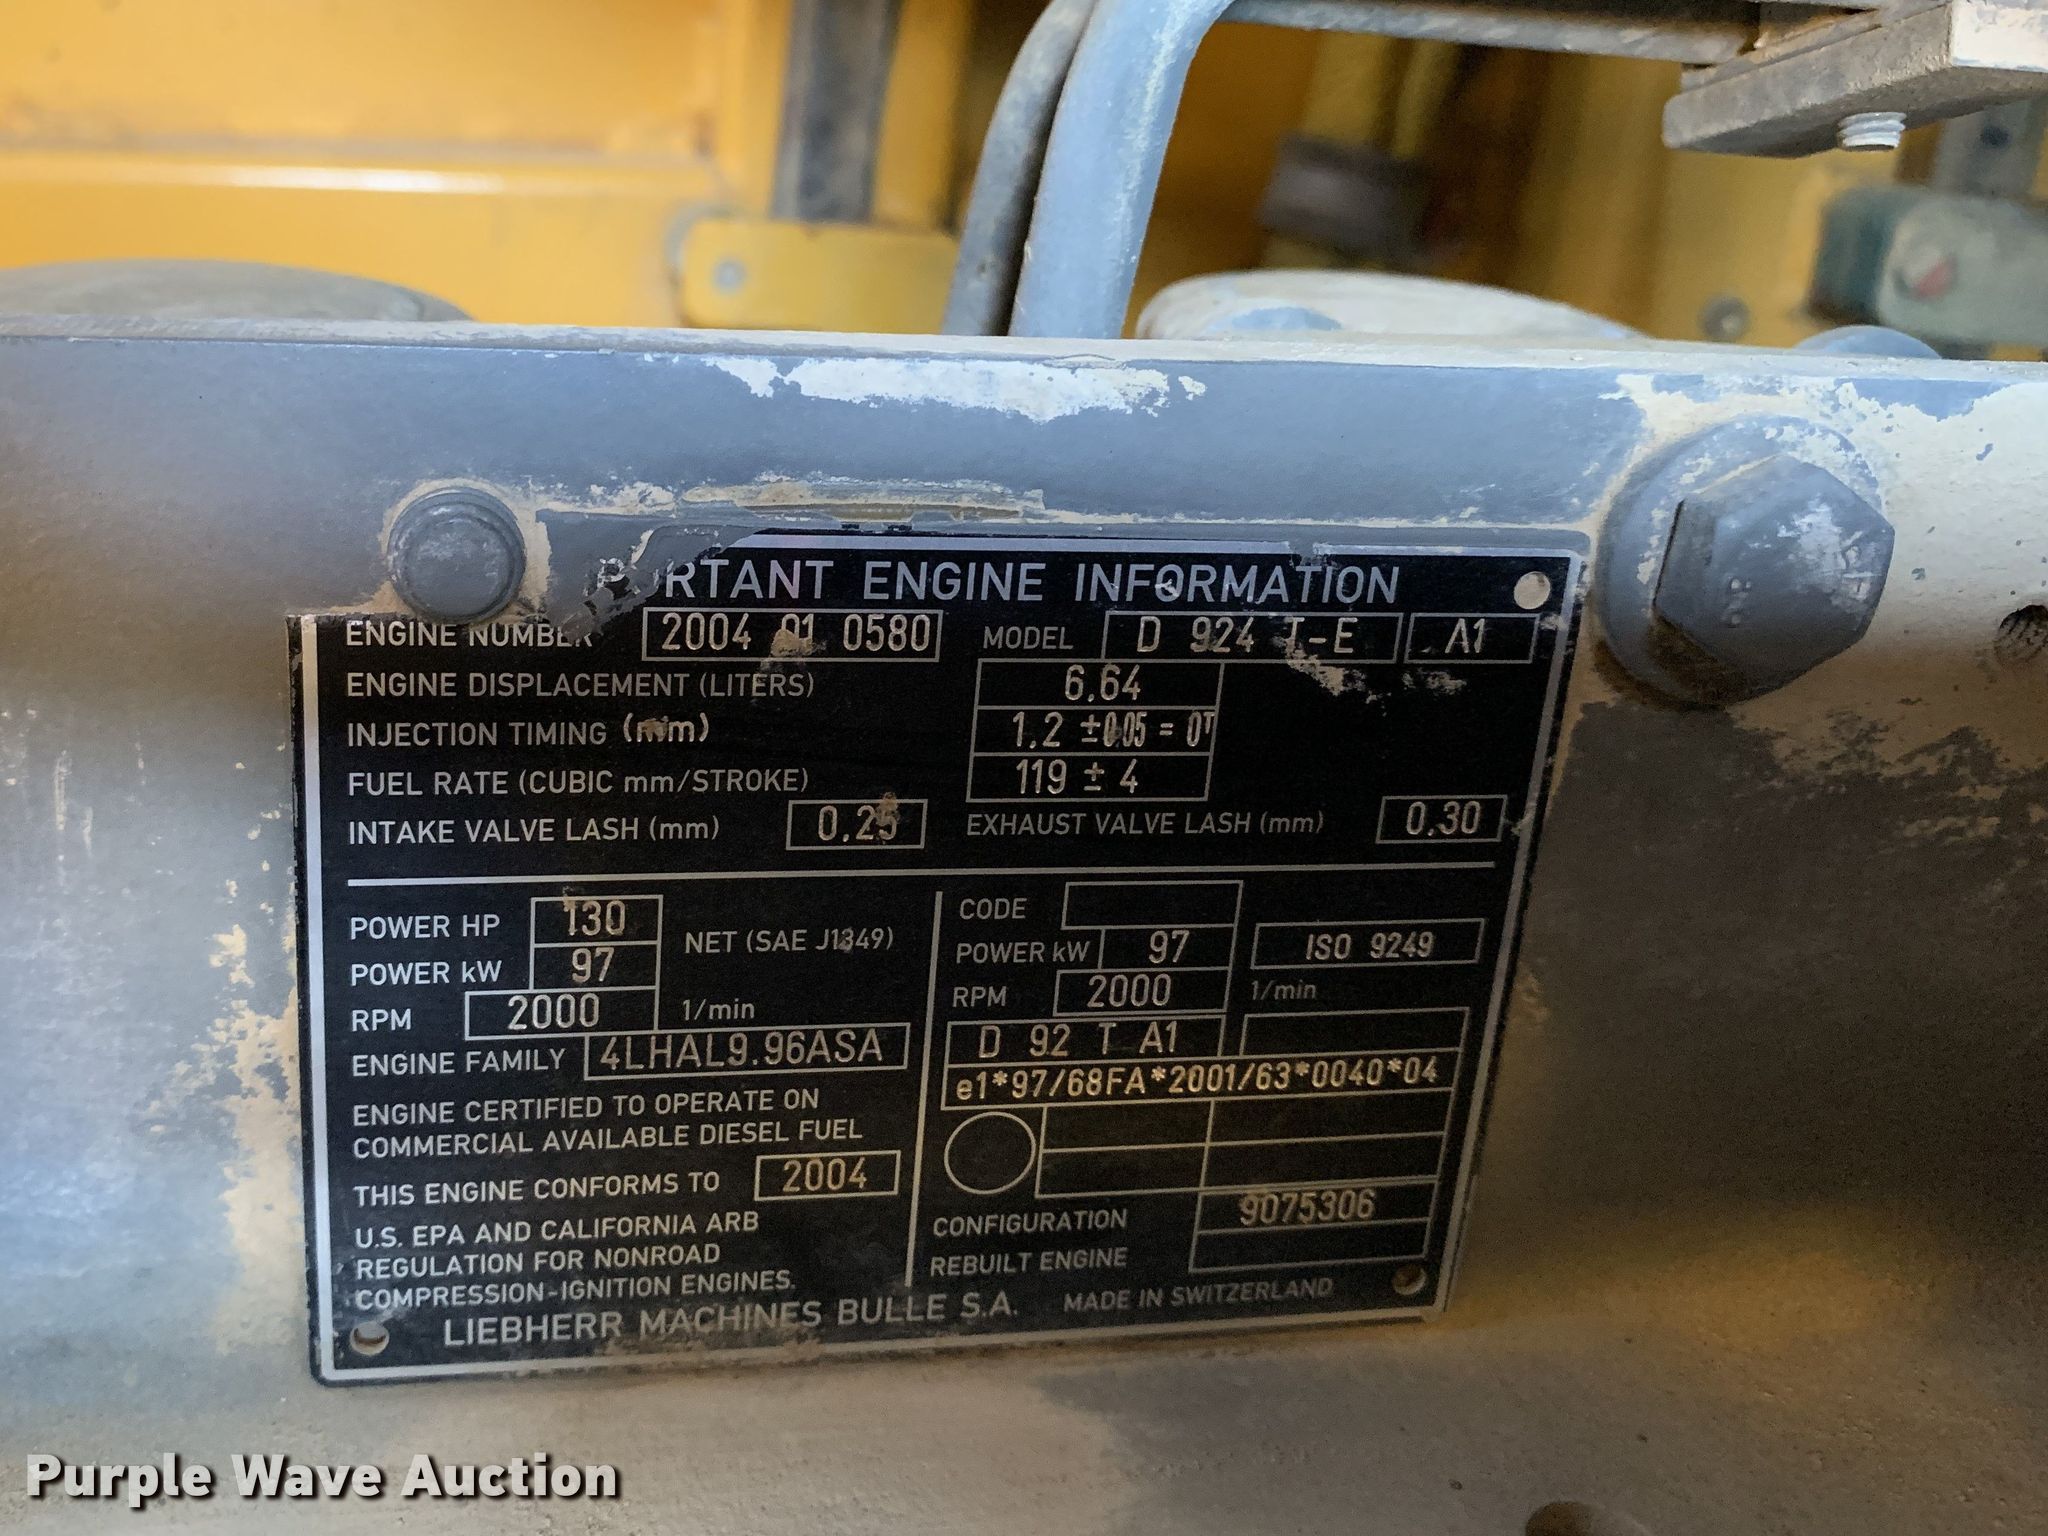 PORTANT ENGINE INFORMATION
ENGINE NUMBER 2004 01 0580 MODEL D 924 T-E A1
ENGINE DISPLACEMENT (LITERS) 6.64
INJECTION TIMING (mm) 1.2 ±0.05 = OT
FUEL RATE (CUBIC mm/STROKE) 119 ± 4
INTAKE VALVE LASH (mm) 0.25 EXHAUST VALVE LASH (mm) 0.30
POWER HP 130
POWER kW 97 NET (SAE J1349)
RPM 2000 1/min
ENGINE FAMILY 4LHAL9.96ASA
ENGINE CERTIFIED TO OPERATE ON
COMMERCIAL AVAILABLE DIESEL FUEL
THIS ENGINE CONFORMS TO 2004
U.S. EPA AND CALIFORNIA ARB
REGULATION FOR NONROAD
COMPRESSION-IGNITION ENGINES.
CODE
POWER kW 97 ISO 9249
RPM 2000 1/min
D 92 T A1
e1*97/68FA*2001/63*0040*04
CONFIGURATION 9075306
REBUILT ENGINE
LIEBHERR MACHINES BULLE S.A. MADE IN SWITZERLAND
Purple Wave Auction